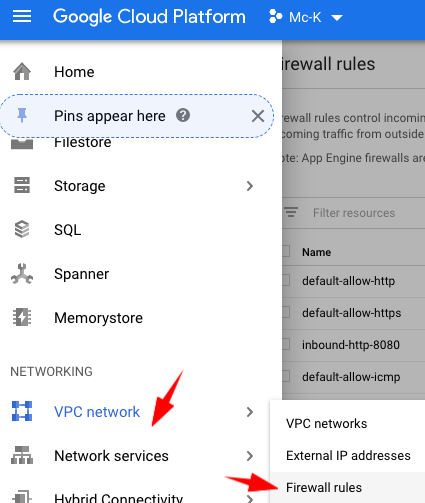 Google Cloud Platform
Mc-K
Home
Pins appear here
Filestore
Storage
SQL
Spanner
Memorystore
NETWORKING
VPC network
Network services
Hybrid Connectivity
irewall rules
rewall rules control incomin
coming traffic from outside
ote: App Engine firewalls are
Filter resources
Name
default-allow-http
default-allow-https
inbound-http-8080
default-allow-icmp
VPC networks
External IP addresses
Firewall rules